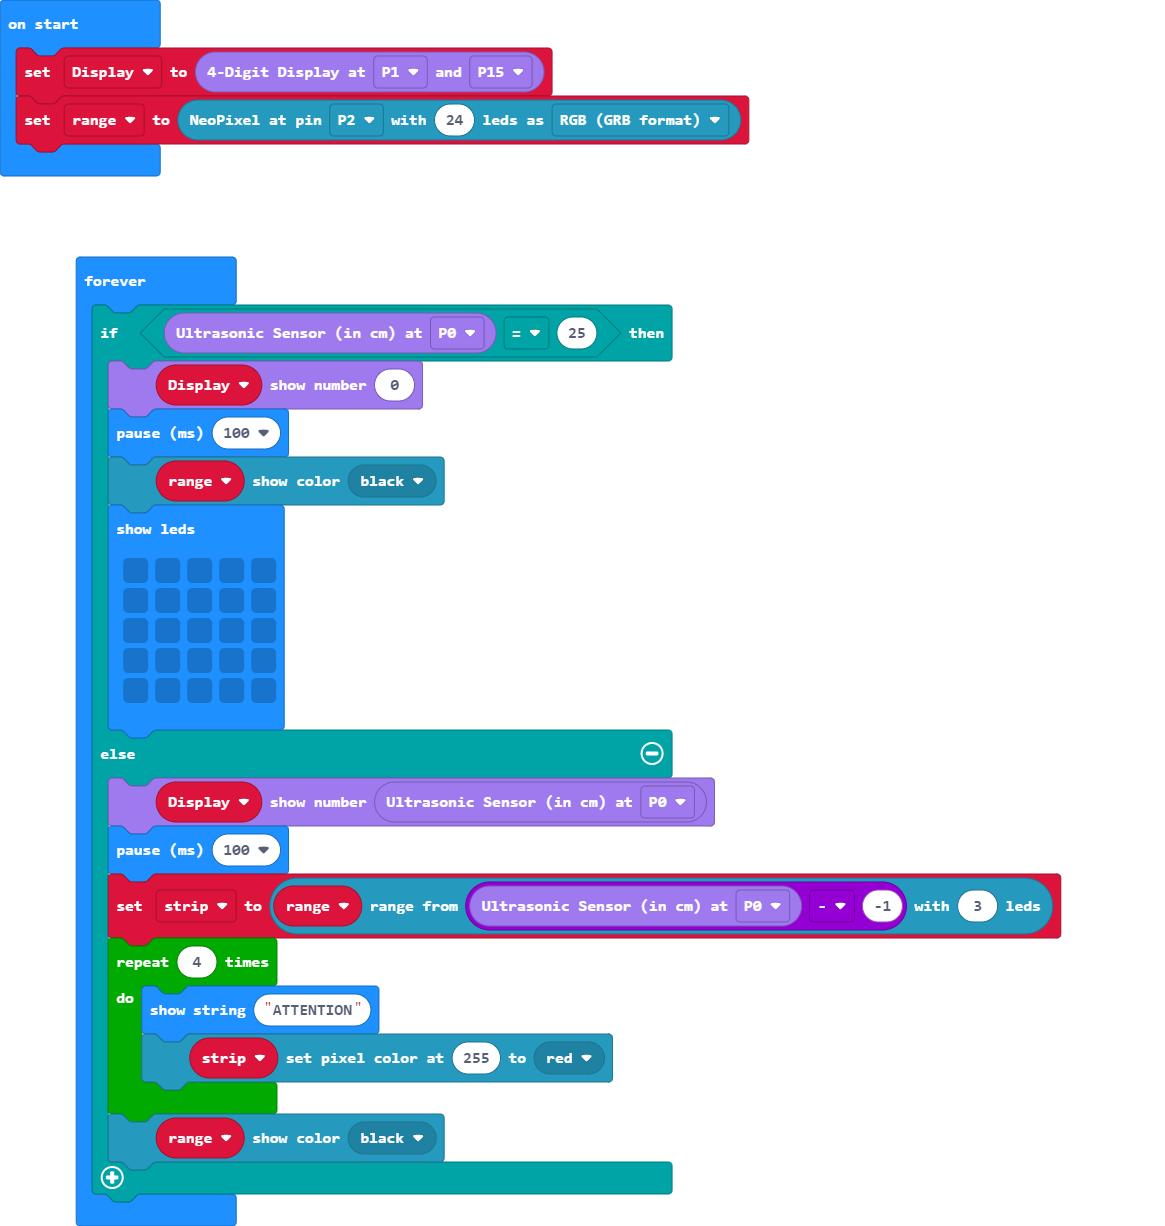 on start
set Display to 4-Digit Display at P1 and P15
set range to NeoPixel at pin P2 with 24 leds as RGB (GRB format)
forever
if Ultrasonic Sensor (in cm) at P0 = 25 then
Display show number 0
pause (ms) 100
range show color black
show leds
else
Display show number Ultrasonic Sensor (in cm) at P0
pause (ms) 100
set strip to range range from Ultrasonic Sensor (in cm) at P0 - -1 with 3 leds
repeat 4 times
do
show string "ATTENTION"
strip set pixel color at 255 to red
range show color black